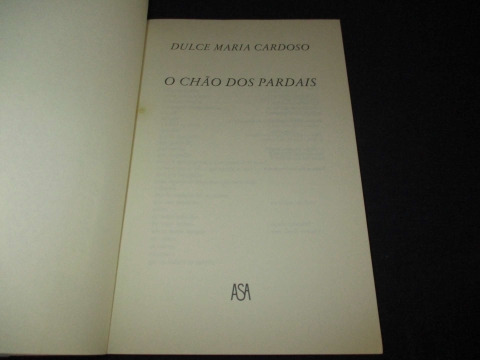 DULCE MARIA CARDOSO
O CHÃO DOS PARDAIS
ASA